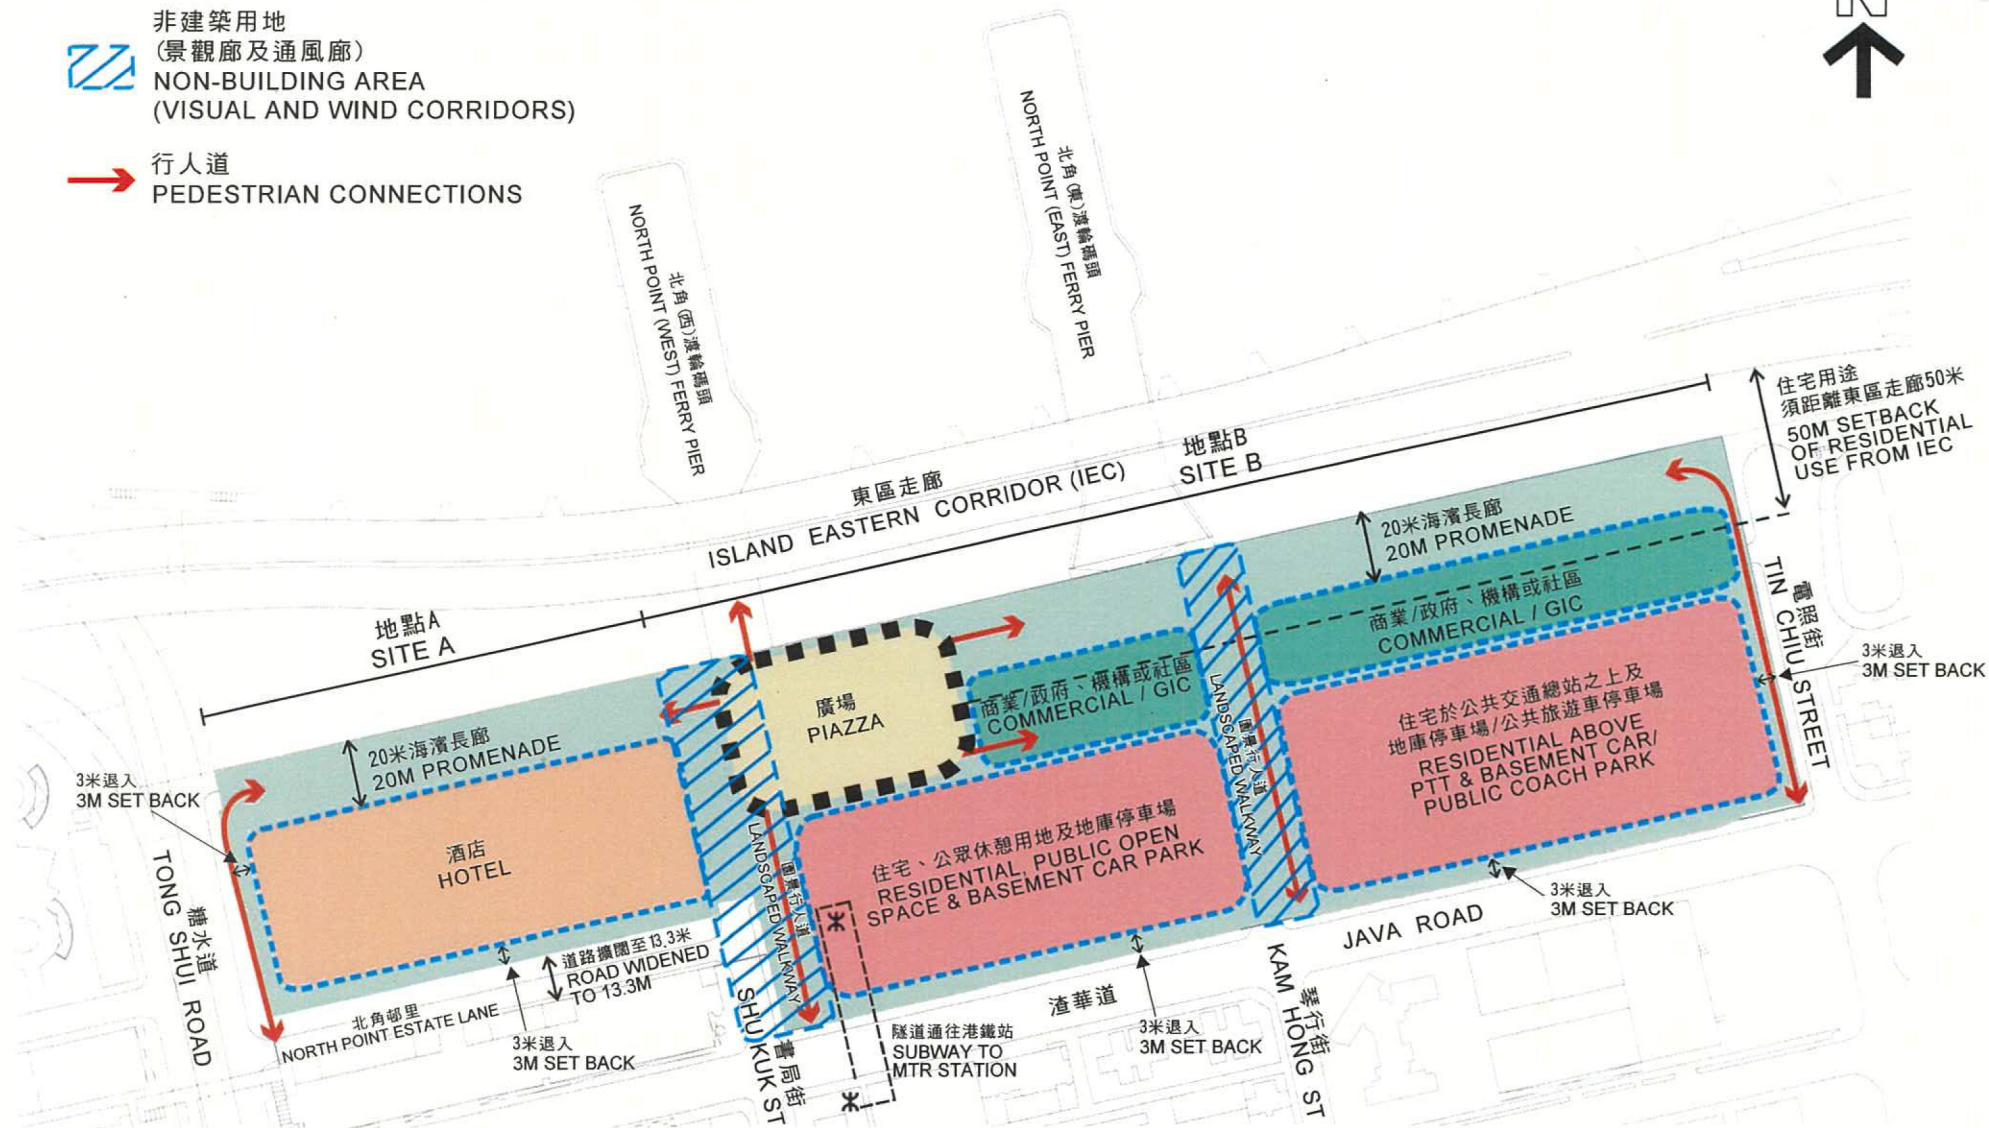 非建築用地
(景觀廊及通風廊)
NON-BUILDING AREA
(VISUAL AND WIND CORRIDORS)
行人道
PEDESTRIAN CONNECTIONS
N
北角(西)渡輪碼頭
NORTH POINT (WEST) FERRY PIER
北角(東)渡輪碼頭
NORTH POINT (EAST) FERRY PIER
住宅用途
須距離東區走廊50米
50M SETBACK
OF RESIDENTIAL
USE FROM IEC
地點B
SITE B
東區走廊
ISLAND EASTERN CORRIDOR (IEC)
地點A
SITE A
20米海濱長廊
20M PROMENADE
商業/政府、機構或社區
COMMERCIAL / GIC
電照街
TIN CHIU STREET
3米退入
3M SET BACK
廣場
PIAZZA
商業/政府、機構或社區
COMMERCIAL / GIC
園景行人道
LANDSCAPED WALKWAY
住宅於公共交通總站之上及
地庫停車場/公共旅遊車停車場
RESIDENTIAL ABOVE
PTT & BASEMENT CAR/
PUBLIC COACH PARK
20米海濱長廊
20M PROMENADE
3米退入
3M SET BACK
酒店
HOTEL
園景行人道
LANDSCAPED WALKWAY
住宅、公眾休憩用地及地庫停車場
RESIDENTIAL, PUBLIC OPEN
SPACE & BASEMENT CAR PARK
3米退入
3M SET BACK
糖水道
TONG SHUI ROAD
道路擴闊至13.3米
ROAD WIDENED
TO 13.3M
北角邨里
NORTH POINT ESTATE LANE
3米退入
3M SET BACK
書局街
SHU KUK ST
隧道通往港鐵站
SUBWAY TO
MTR STATION
渣華道
JAVA ROAD
3米退入
3M SET BACK
琴行街
KAM HONG ST